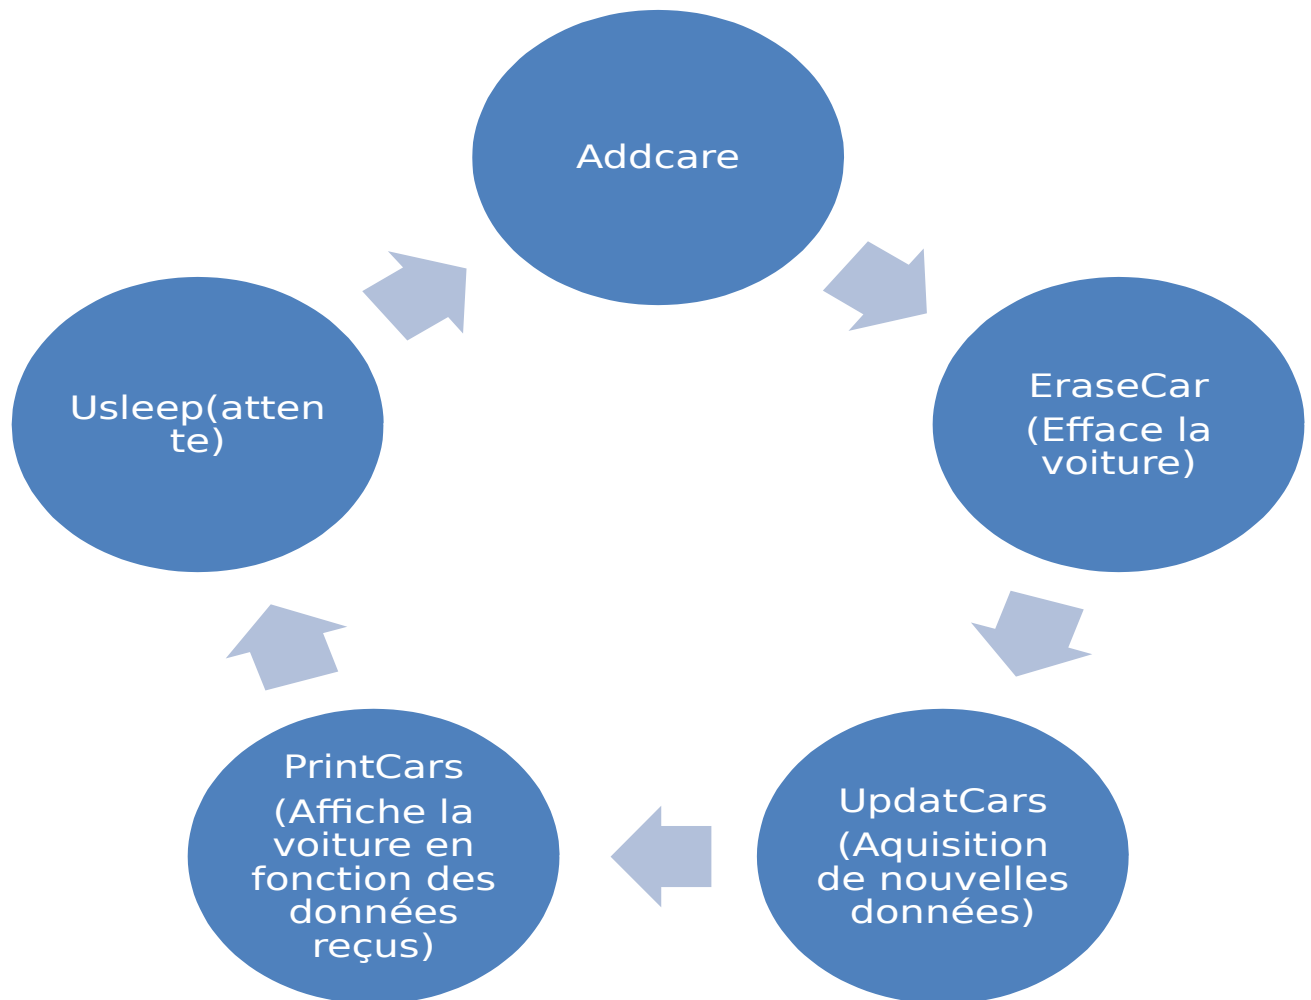 Addcare
EraseCar
(Efface la
voiture)
UpdatCars
(Aquisition
de nouvelles
données)
PrintCars
(Affiche la
voiture en
fonction des
données
reçus)
Usleep(atten
te)